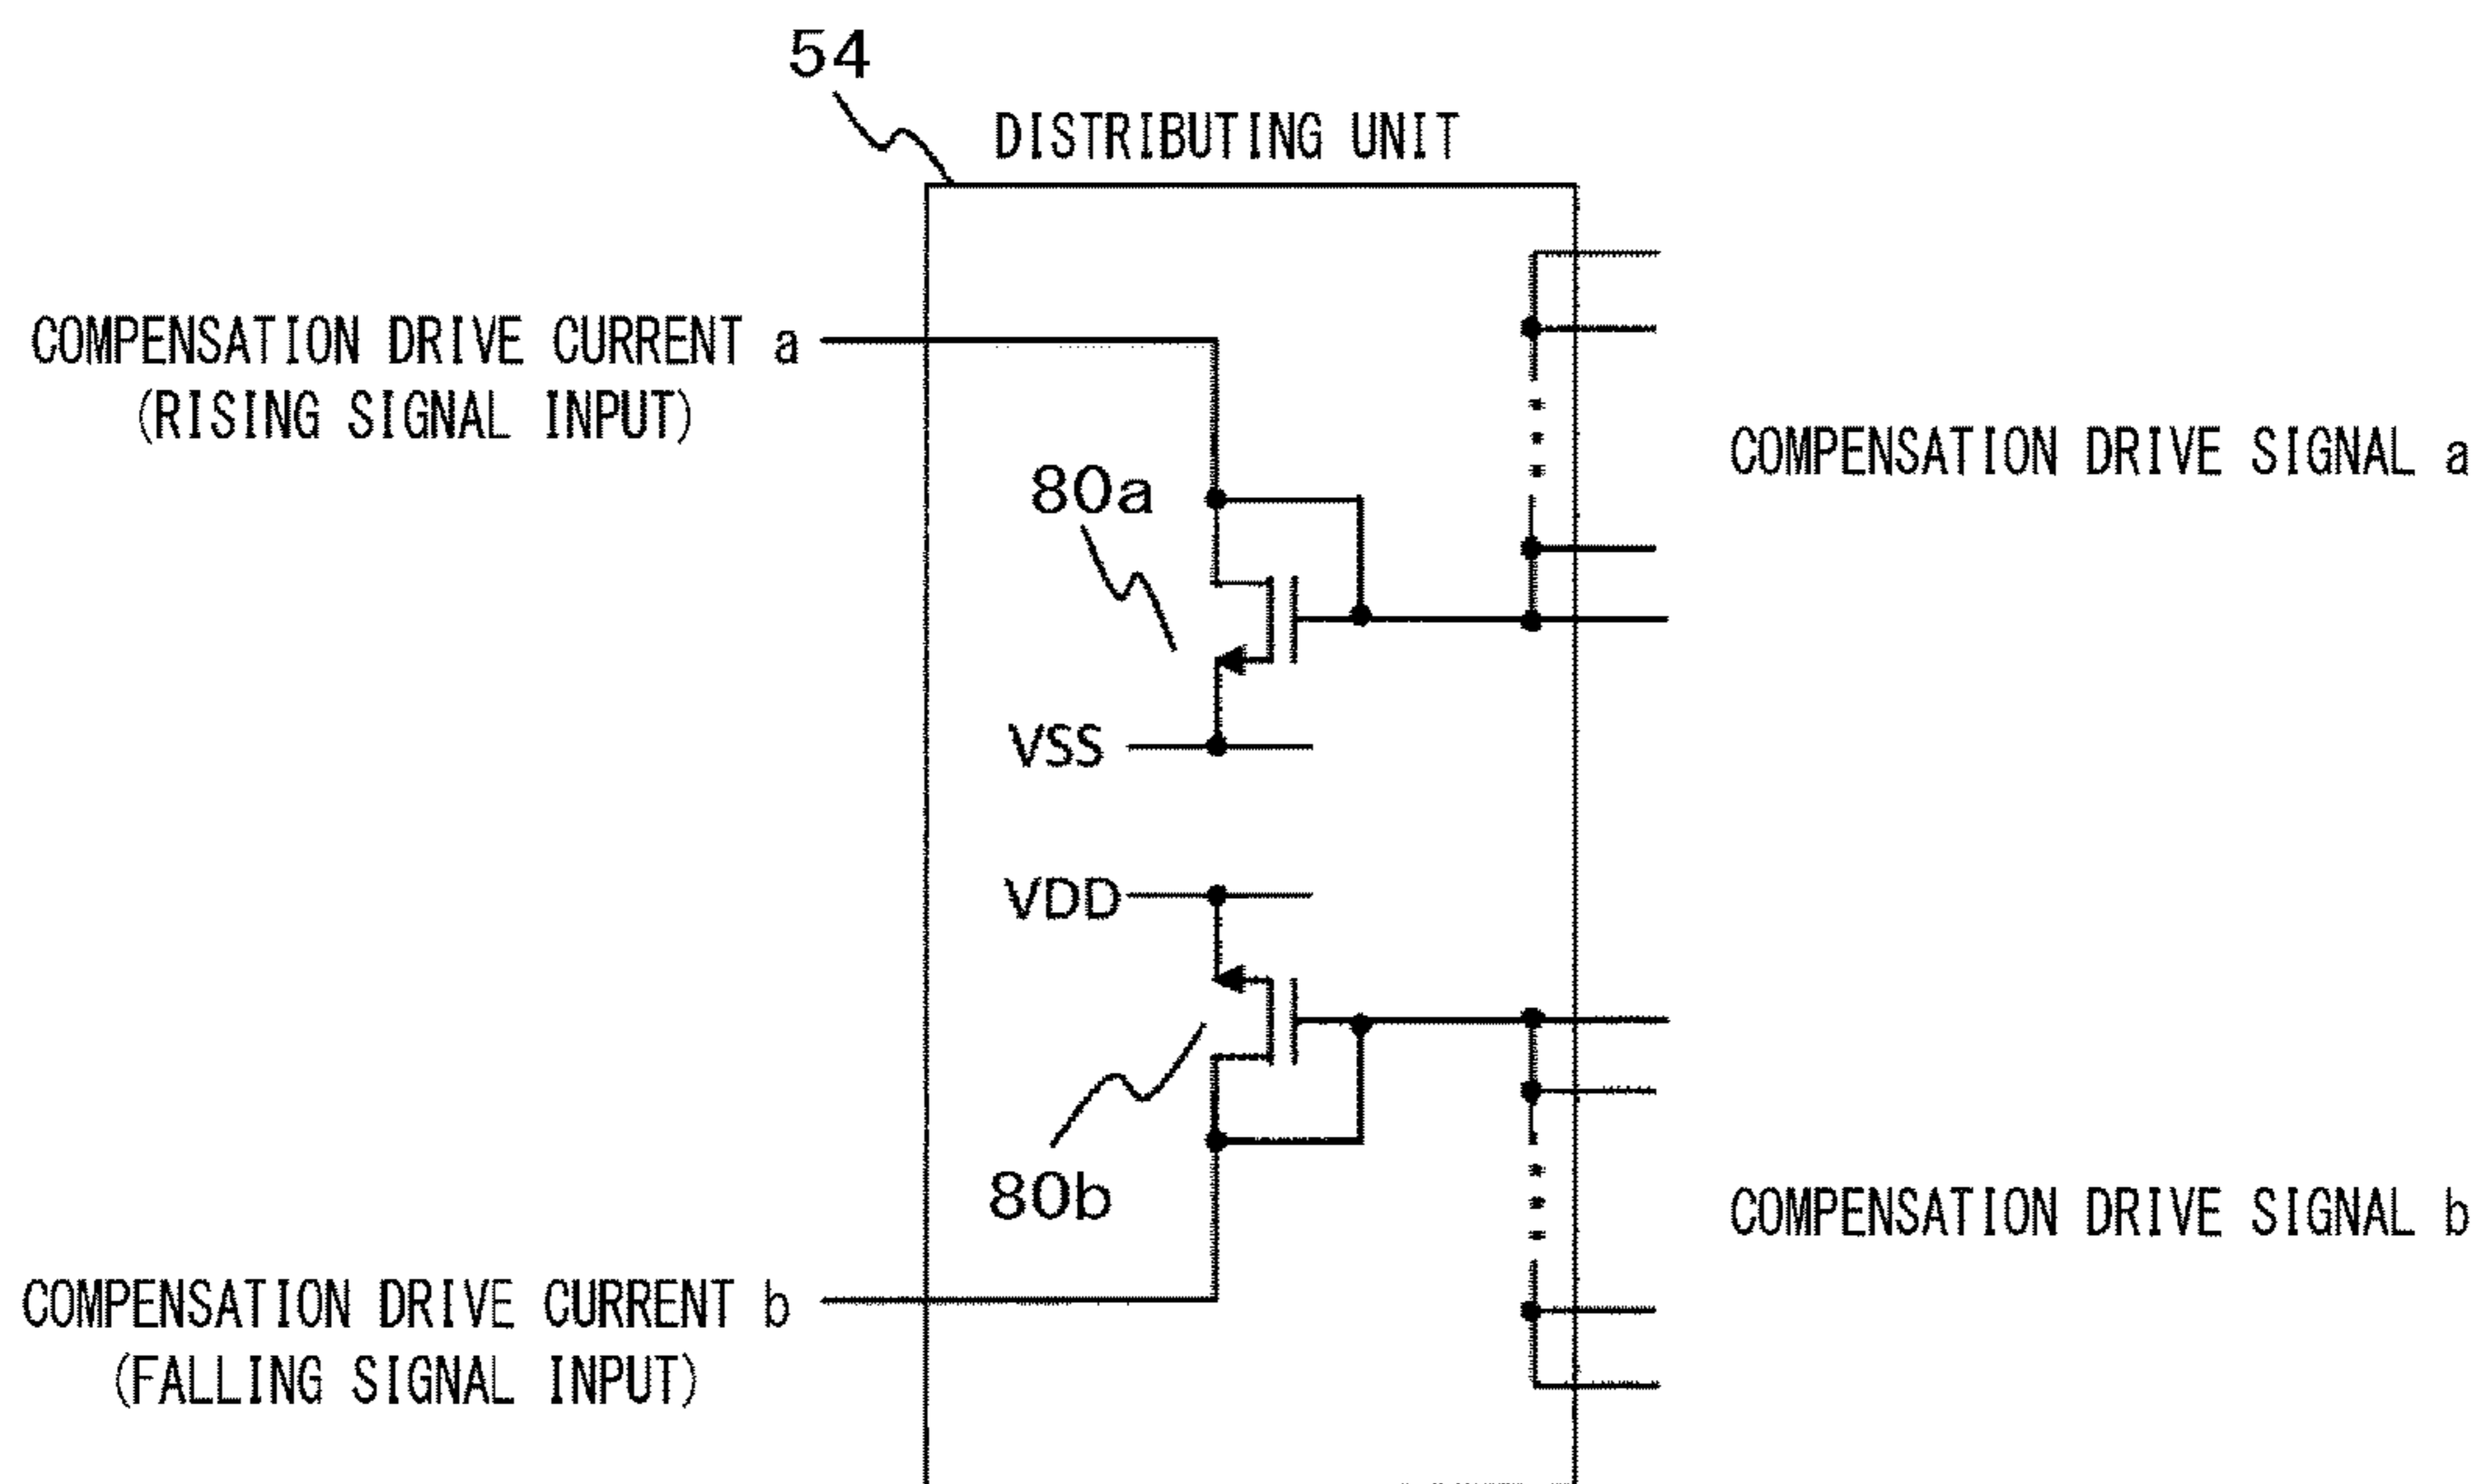 54
DISTRIBUTING UNIT
COMPENSATION DRIVE CURRENT a
(RISING SIGNAL INPUT)
COMPENSATION DRIVE SIGNAL a
80a
VSS
VDD
80b
COMPENSATION DRIVE SIGNAL b
COMPENSATION DRIVE CURRENT b
(FALLING SIGNAL INPUT)